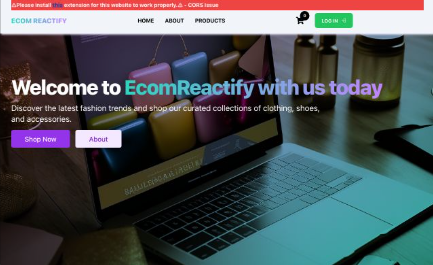 ⚠Please install this extension for this website to work properly.⚠ - CORS Issue
ECOM REACTIFY
HOME ABOUT PRODUCTS
0
LOG IN
Welcome to EcomReactify with us today
Discover the latest fashion trends and shop our curated collections of clothing, shoes,
and accessories.
Shop Now
About